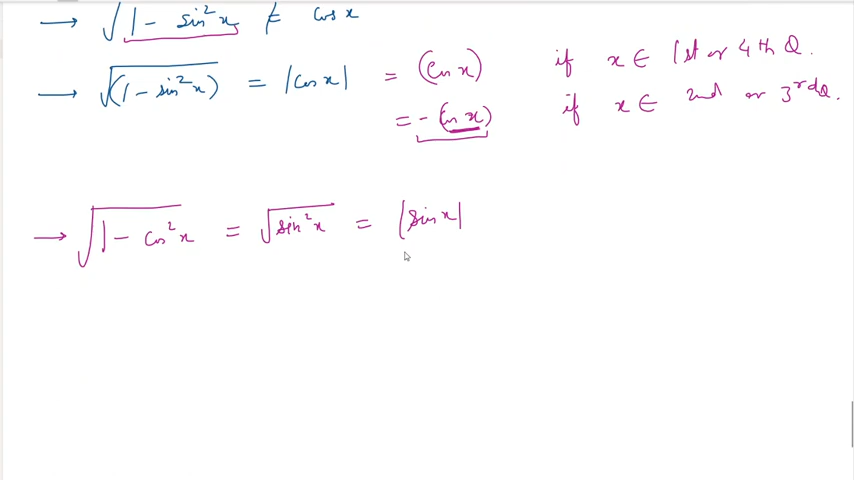 → √1 − sin²x ≠ cos x
→ √(1 − sin²x) = |cos x| = (cos x) if x ∈ 1st or 4th Q.
= −(cos x) if x ∈ 2nd or 3rd Q.
→ √1 − cos²x = √sin²x = |sin x|